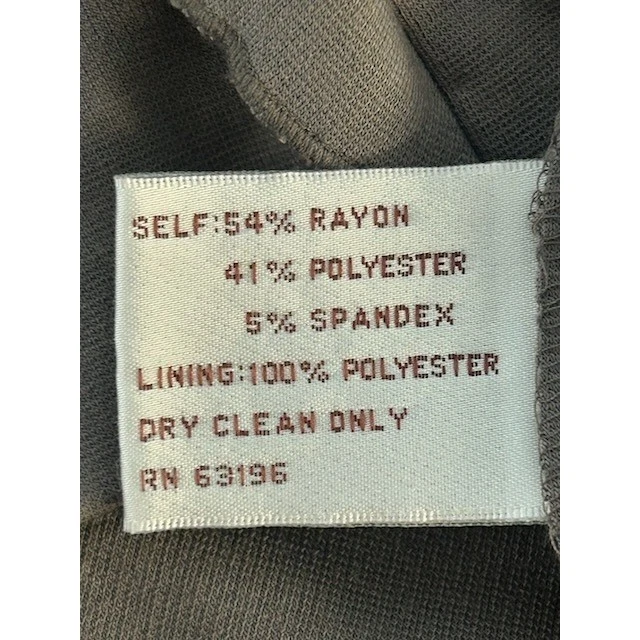 SELF:54% RAYON
41% POLYESTER
5% SPANDEX
LINING:100% POLYESTER
DRY CLEAN ONLY
RN 63196